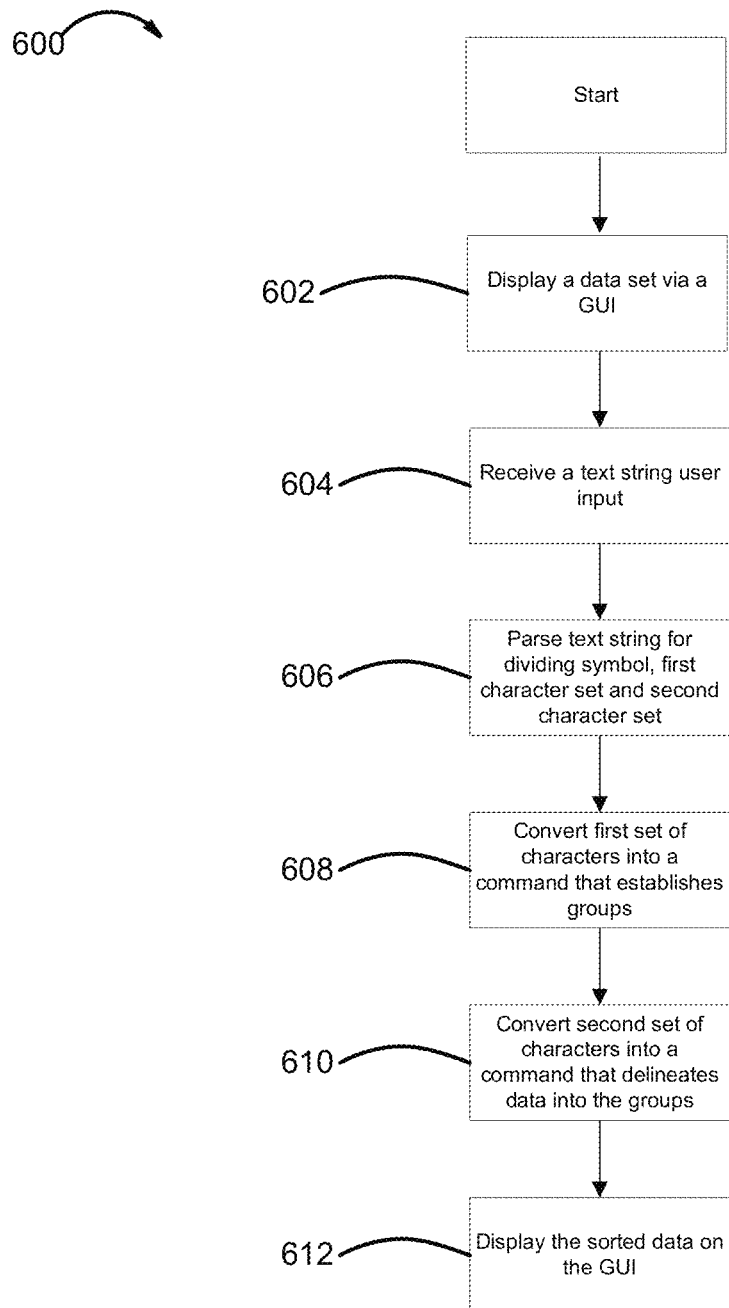 600
Start
602
Display a data set via a
GUI
604
Receive a text string user
input
606
Parse text string for
dividing symbol, first
character set and second
character set
608
Convert first set of
characters into a
command that establishes
groups
610
Convert second set of
characters into a
command that delineates
data into the groups
612
Display the sorted data on
the GUI